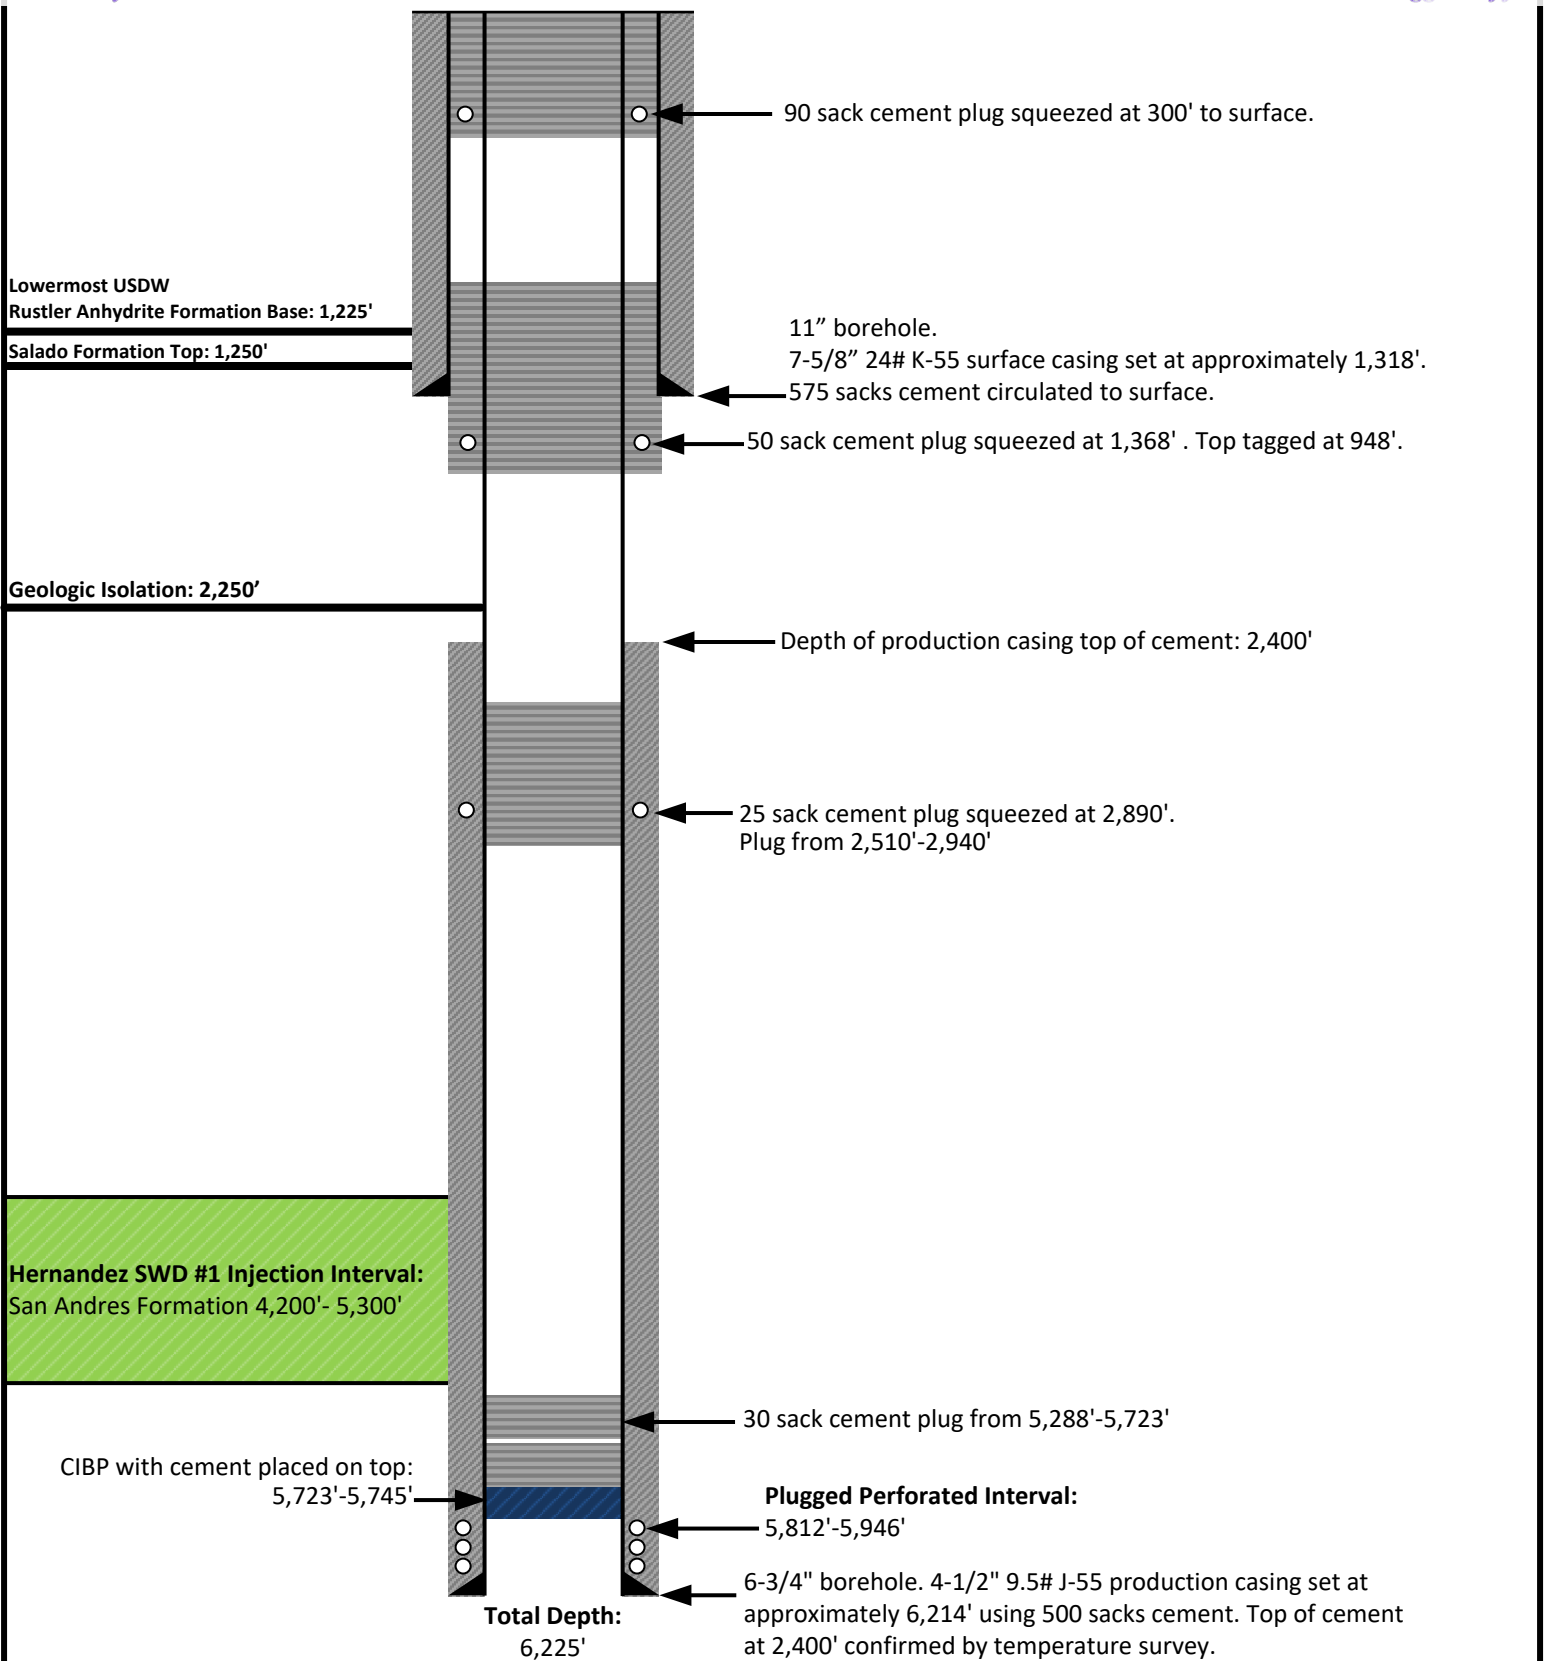 90 sack cement plug squeezed at 300' to surface.
Lowermost USDW
Rustler Anhydrite Formation Base: 1,225'
Salado Formation Top: 1,250'
11” borehole.
7-5/8” 24# K-55 surface casing set at approximately 1,318'.
575 sacks cement circulated to surface.
50 sack cement plug squeezed at 1,368' . Top tagged at 948'.
Geologic Isolation: 2,250’
Depth of production casing top of cement: 2,400'
25 sack cement plug squeezed at 2,890'.
Plug from 2,510'-2,940'
Hernandez SWD #1 Injection Interval:
San Andres Formation 4,200'- 5,300'
30 sack cement plug from 5,288'-5,723'
CIBP with cement placed on top:
5,723'-5,745'
Plugged Perforated Interval:
5,812'-5,946'
6-3/4" borehole. 4-1/2" 9.5# J-55 production casing set at
approximately 6,214' using 500 sacks cement. Top of cement
at 2,400' confirmed by temperature survey.
Total Depth:
6,225'